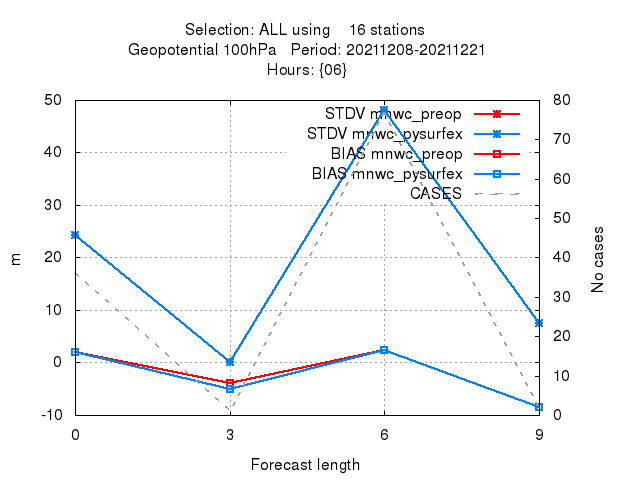 Selection: ALL using 16 stations
Geopotential 100hPa Period: 20211208-20211221
Hours: {06}
50
40
30
20
10
0
-10
m
80
70
60
50
40
30
20
10
0
No cases
STDV mnwc_preop
STDV mnwc_pysurfex
BIAS mnwc_preop
BIAS mnwc_pysurfex
CASES
0 3 6 9
Forecast length